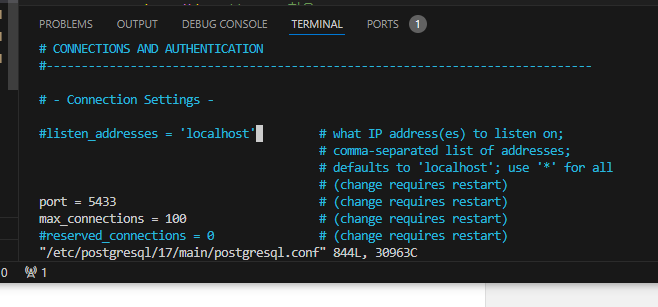 PROBLEMS OUTPUT DEBUG CONSOLE TERMINAL PORTS 1
# CONNECTIONS AND AUTHENTICATION
#------------------------------------------------------------------------------
# - Connection Settings -
#listen_addresses = 'localhost' # what IP address(es) to listen on;
# comma-separated list of addresses;
# defaults to 'localhost'; use '*' for all
# (change requires restart)
port = 5433 # (change requires restart)
max_connections = 100 # (change requires restart)
#reserved_connections = 0 # (change requires restart)
"/etc/postgresql/17/main/postgresql.conf" 844L, 30963C
0 1